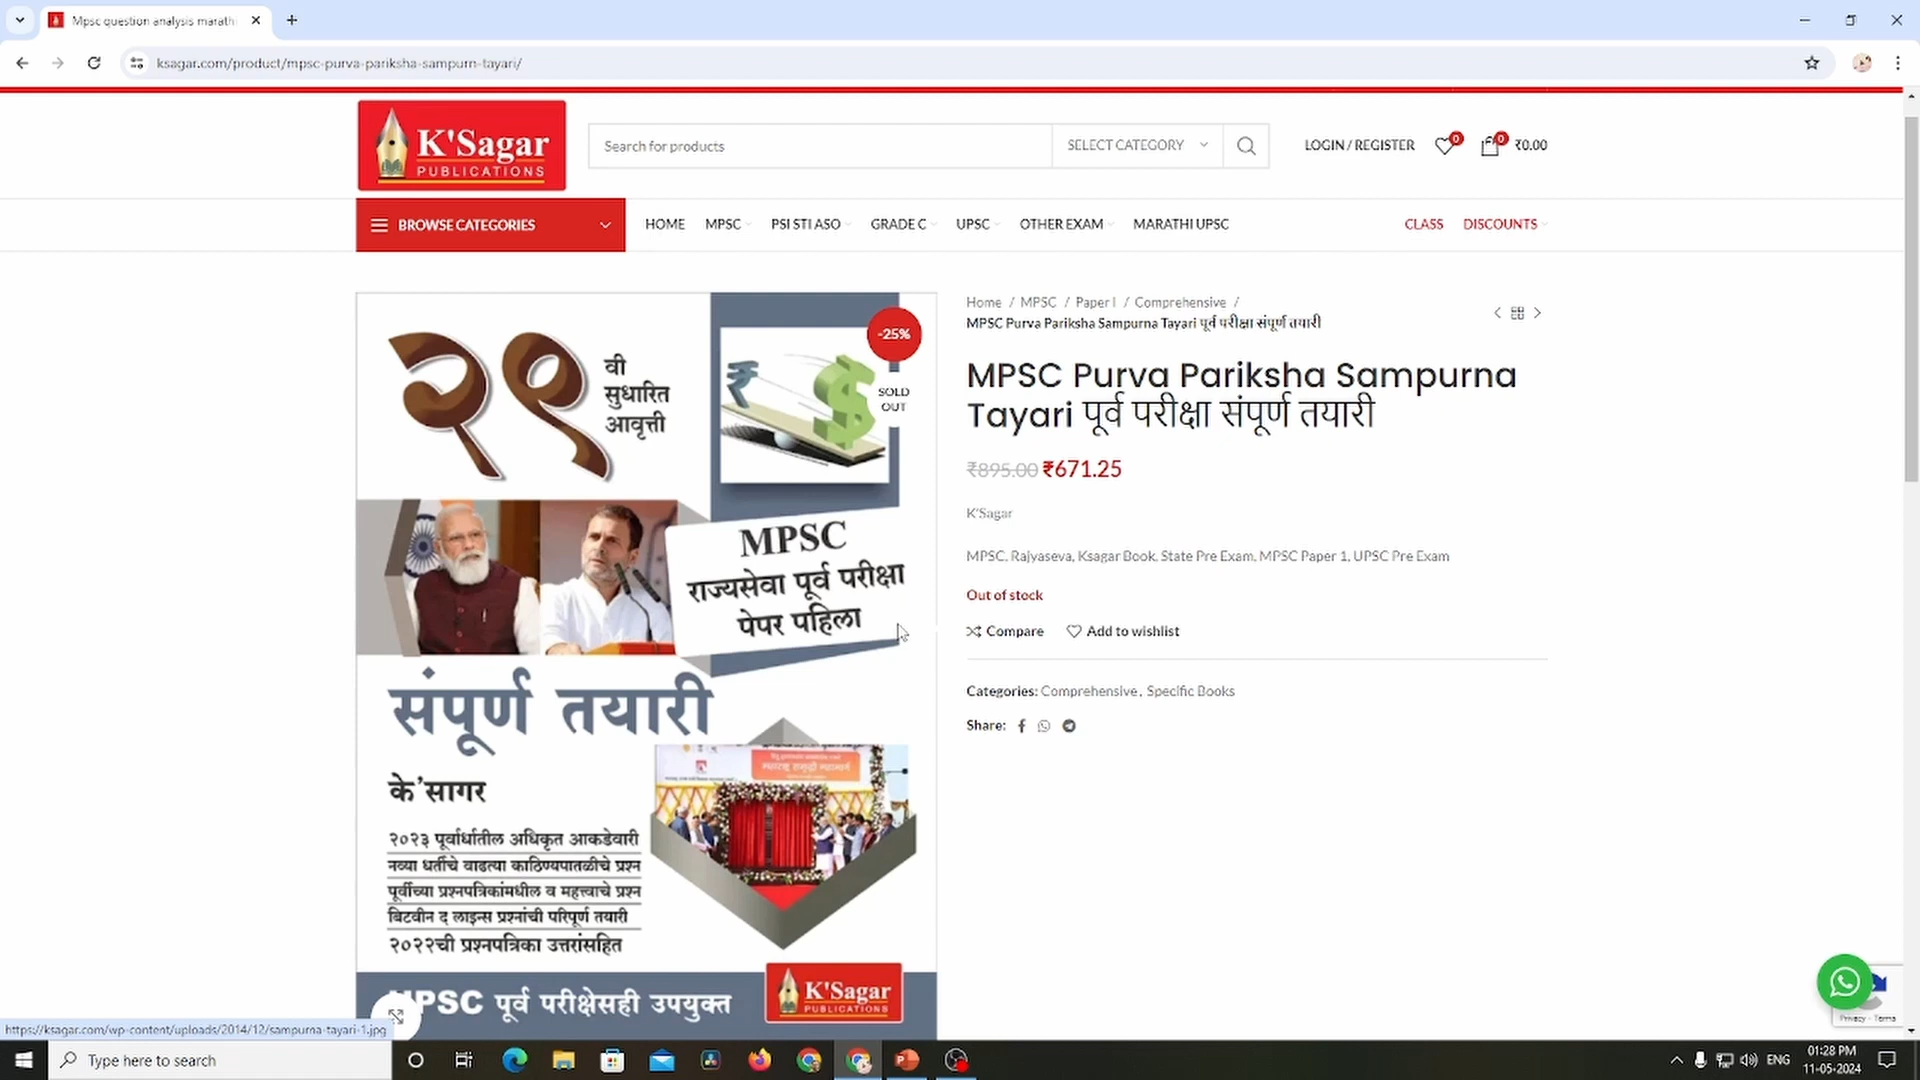 Mpsc question analysis marath
ksagar.com/product/mpsc-purva-pariksha-sampurn-tayari/
K'Sagar
PUBLICATIONS
Search for products
SELECT CATEGORY
LOGIN / REGISTER
0
0
₹0.00
BROWSE CATEGORIES
HOME
MPSC
PSI STI ASO
GRADE C
UPSC
OTHER EXAM
MARATHI UPSC
CLASS
DISCOUNTS
Home / MPSC / Paper I / Comprehensive /
MPSC Purva Pariksha Sampurna Tayari पूर्व परीक्षा संपूर्ण तयारी
MPSC Purva Pariksha Sampurna
Tayari पूर्व परीक्षा संपूर्ण तयारी
₹895.00 ₹671.25
K'Sagar
MPSC, Rajyaseva, Ksagar Book, State Pre Exam, MPSC Paper 1, UPSC Pre Exam
Out of stock
Compare
Add to wishlist
Categories: Comprehensive, Specific Books
Share:
-25%
SOLD
OUT
२९
वी
सुधारित
आवृत्ती
MPSC
राज्यसेवा पूर्व परीक्षा
पेपर पहिला
संपूर्ण तयारी
के'सागर
२०२३ पूर्वार्धातील अधिकृत आकडेवारी
नव्या धर्तीचे वाढत्या काठिण्यपातळीचे प्रश्न
पूर्वीच्या प्रश्नपत्रिकांमधील व महत्त्वाचे प्रश्न
बिटवीन द लाइन्स प्रश्नांची परिपूर्ण तयारी
२०२२ची प्रश्नपत्रिका उत्तरांसहित
MPSC पूर्व परीक्षेसही उपयुक्त
K'Sagar
PUBLICATIONS
Privacy - Terms
https://ksagar.com/wp-content/uploads/2014/12/sampurna-tayari-1.jpg
Type here to search
ENG
01:28 PM
11-05-2024